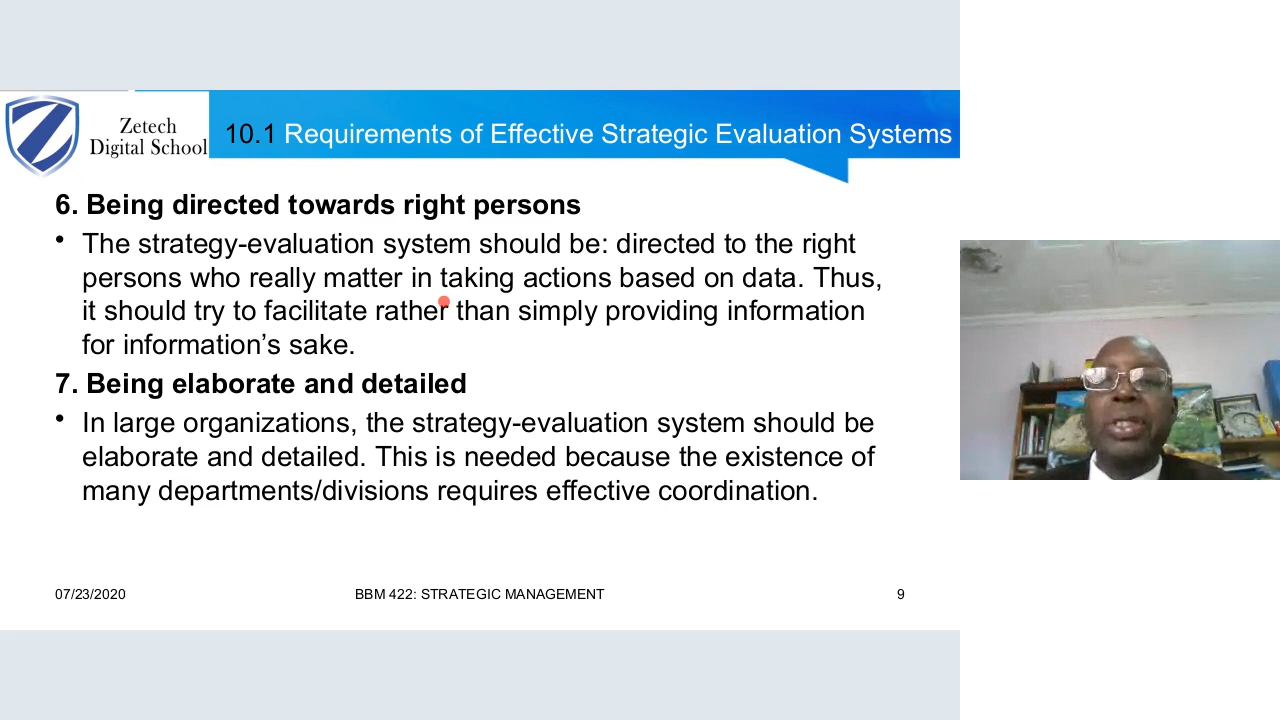 Zetech
Digital School
10.1 Requirements of Effective Strategic Evaluation Systems
6. Being directed towards right persons
• The strategy-evaluation system should be: directed to the right
persons who really matter in taking actions based on data. Thus,
it should try to facilitate rather than simply providing information
for information’s sake.
7. Being elaborate and detailed
• In large organizations, the strategy-evaluation system should be
elaborate and detailed. This is needed because the existence of
many departments/divisions requires effective coordination.
07/23/2020
BBM 422: STRATEGIC MANAGEMENT
9